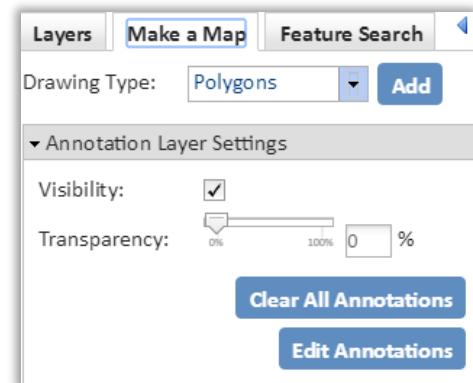 Layers Make a Map Feature Search
Drawing Type: Polygons Add
Annotation Layer Settings
Visibility:
Transparency: 0% 100% 0 %
Clear All Annotations
Edit Annotations